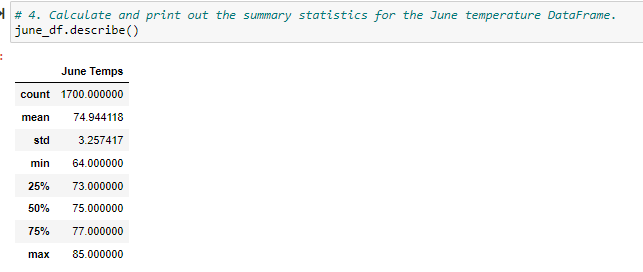 # 4. Calculate and print out the summary statistics for the June temperature DataFrame.
june_df.describe()
June Temps
count 1700.000000
mean 74.944118
std 3.257417
min 64.000000
25% 73.000000
50% 75.000000
75% 77.000000
max 85.000000